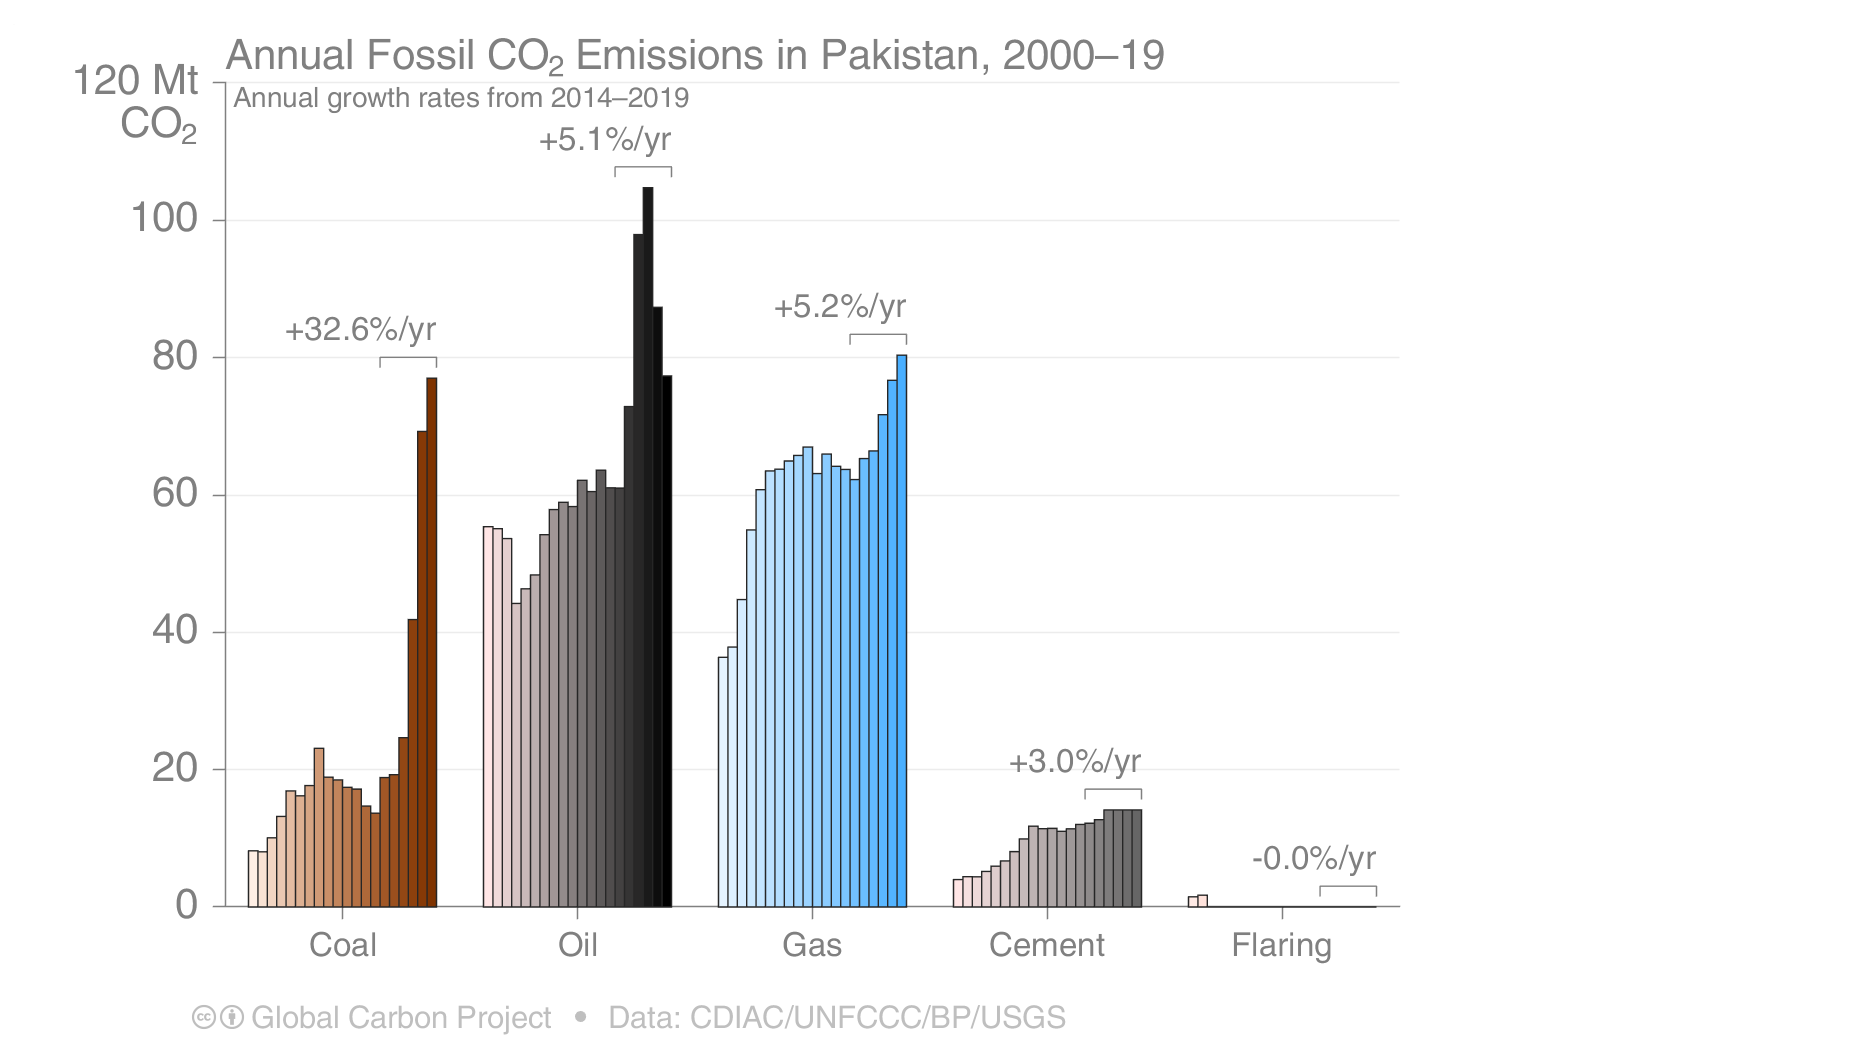 Annual Fossil CO₂ Emissions in Pakistan, 2000–19
120 Mt
CO₂
Annual growth rates from 2014–2019
+5.1%/yr
100
+5.2%/yr
+32.6%/yr
80
60
40
+3.0%/yr
20
-0.0%/yr
0
Coal Oil Gas Cement Flaring
cc Global Carbon Project • Data: CDIAC/UNFCCC/BP/USGS